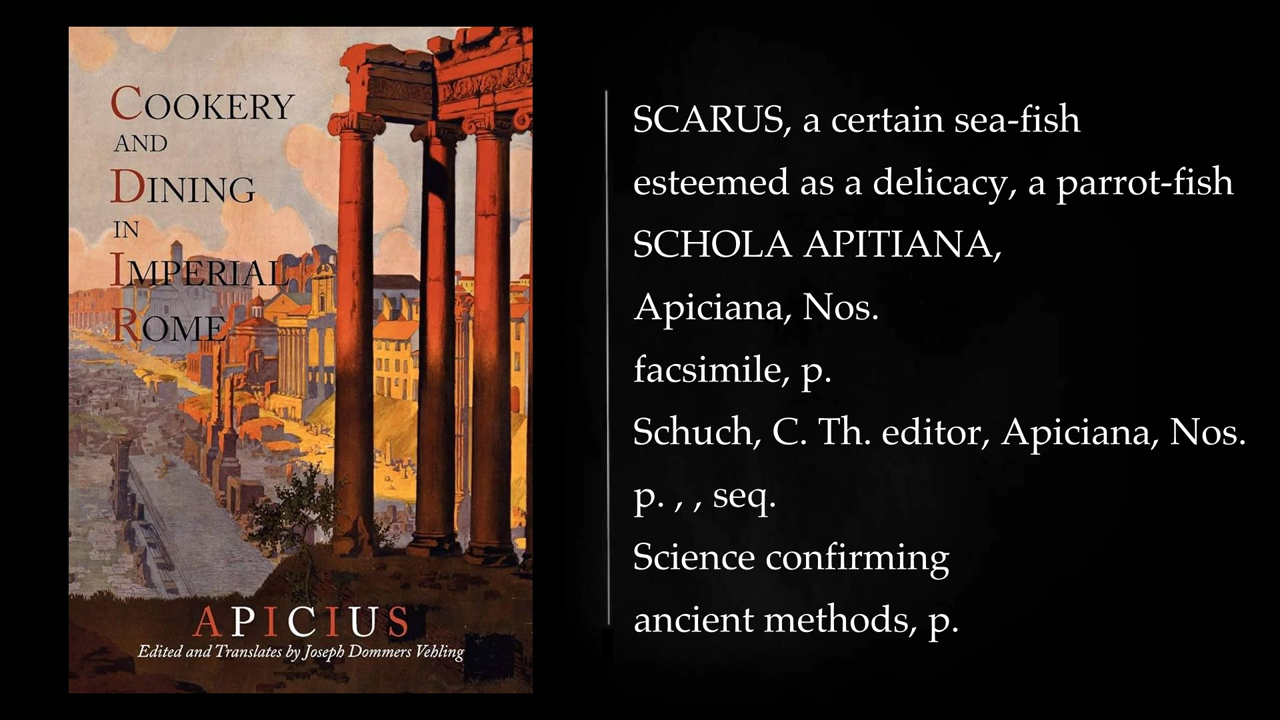 COOKERY
AND
DINING
IN
IMPERIAL
ROME
APICIUS
Edited and Translates by Joseph Dommers Vehling
SCARUS, a certain sea-fish
esteemed as a delicacy, a parrot-fish
SCHOLA APITIANA,
Apiciana, Nos.
facsimile, p.
Schuch, C. Th. editor, Apiciana, Nos.
p. , , seq.
Science confirming
ancient methods, p.